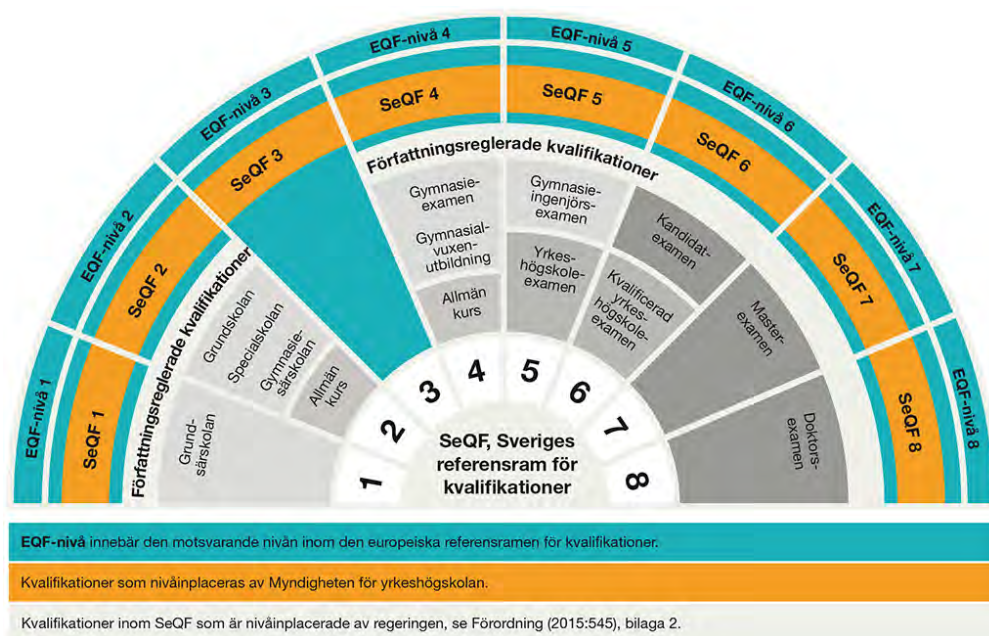 EQF-nivå 1
EQF-nivå 2
EQF-nivå 3
EQF-nivå 4
EQF-nivå 5
EQF-nivå 6
EQF-nivå 7
EQF-nivå 8
SeQF 1
SeQF 2
SeQF 3
SeQF 4
SeQF 5
SeQF 6
SeQF 7
SeQF 8
Författningsreglerade kvalifikationer
Författningsreglerade kvalifikationer
Grund-
särskolan
Grundskolan
Specialskolan
Gymnasie-
särskolan
Allmän
kurs
Gymnasie-
examen
Gymnasial-
vuxen-
utbildning
Allmän
kurs
Gymnasie-
ingenjörs-
examen
Yrkes-
högskole-
examen
Kandidat-
examen
Kvalificerad
yrkes-
högskole-
examen
Master-
examen
Doktors-
examen
1
2
3
4
5
6
7
8
SeQF, Sveriges
referensram för
kvalifikationer
EQF-nivå innebär den motsvarande nivån inom den europeiska referensramen för kvalifikationer.
Kvalifikationer som nivåinplaceras av Myndigheten för yrkeshögskolan.
Kvalifikationer inom SeQF som är nivåinplacerade av regeringen, se Förordning (2015:545), bilaga 2.